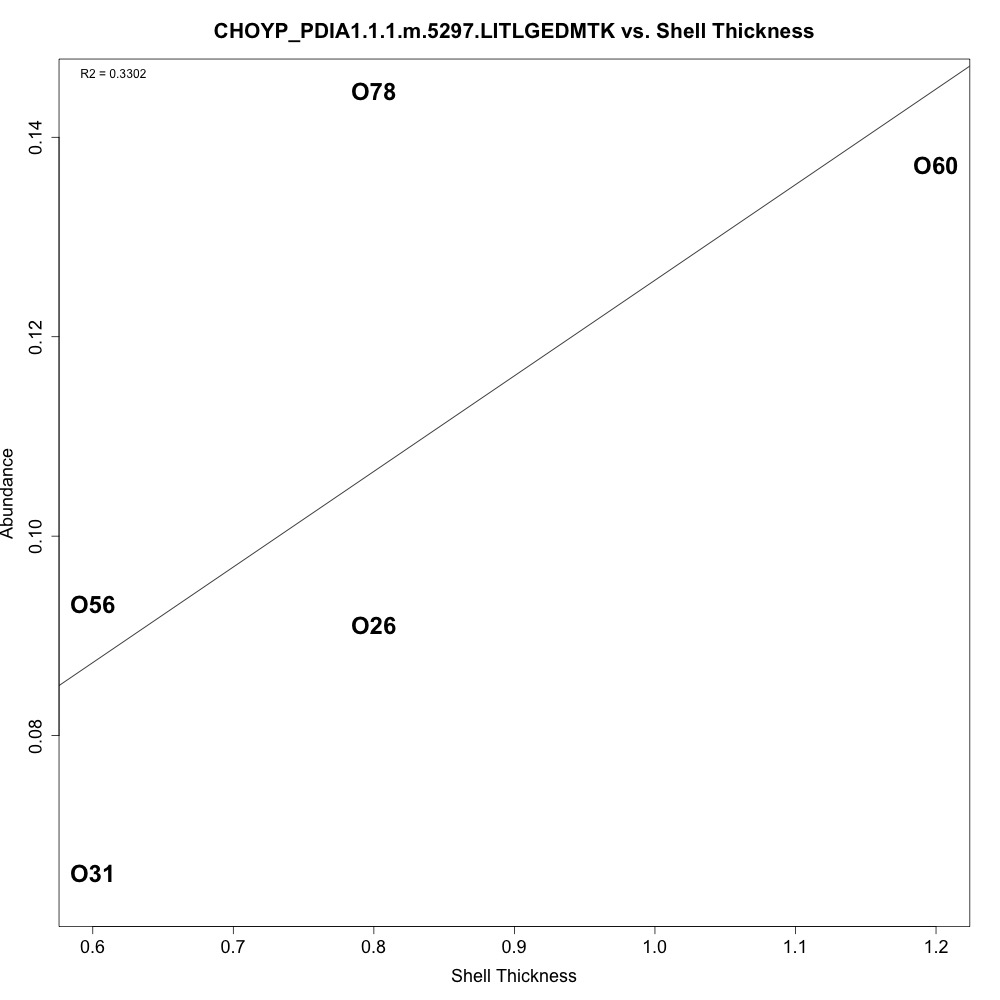 CHOYP_PDIA1.1.1.m.5297.LITLGEDMTK vs. Shell Thickness
R2 = 0.3302
O78
O60
O56
O26
O31
Abundance
0.14
0.12
0.10
0.08
0.6 0.7 0.8 0.9 1.0 1.1 1.2
Shell Thickness